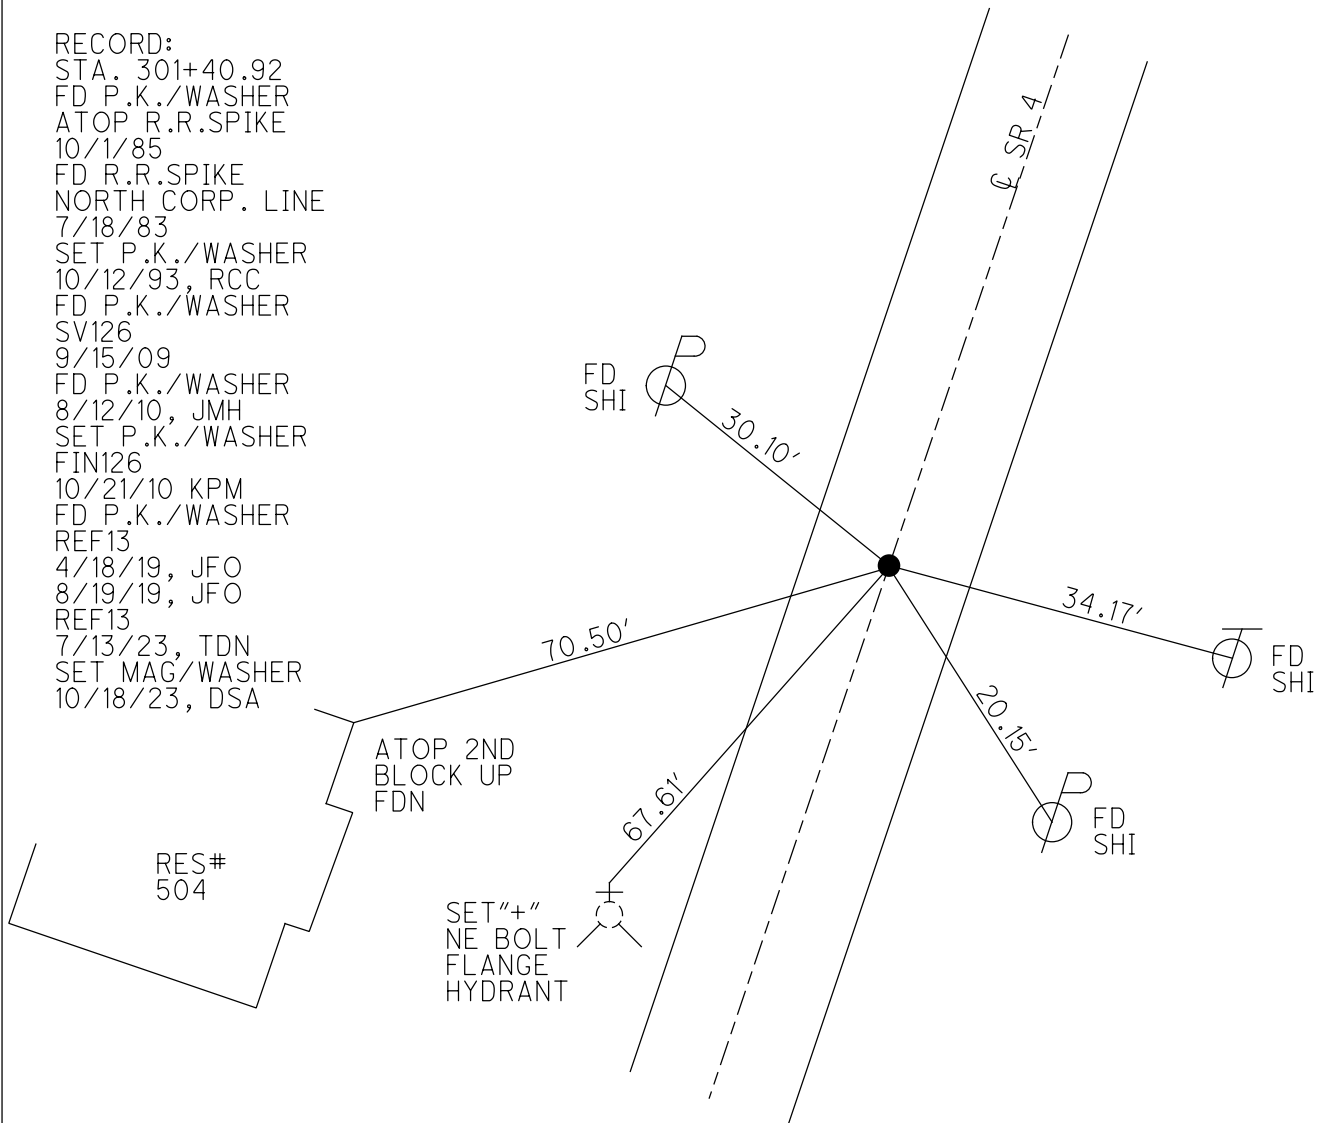 RECORD:
STA. 301+40.92
FD P.K./WASHER
ATOP R.R.SPIKE
10/1/85
FD R.R.SPIKE
NORTH CORP. LINE
7/18/83
SET P.K./WASHER
10/12/93, RCC
FD P.K./WASHER
SV126
9/15/09
FD P.K./WASHER
8/12/10, JMH
SET P.K./WASHER
FIN126
10/21/10 KPM
FD P.K./WASHER
REF13
4/18/19, JFO
8/19/19, JFO
REF13
7/13/23, TDN
SET MAG/WASHER
10/18/23, DSA
℄ SR 4
FD
SHI
30.10'
70.50'
34.17'
FD
SHI
20.15'
67.61'
ATOP 2ND
BLOCK UP
FDN
FD
SHI
RES#
504
SET"+"
NE BOLT
FLANGE
HYDRANT